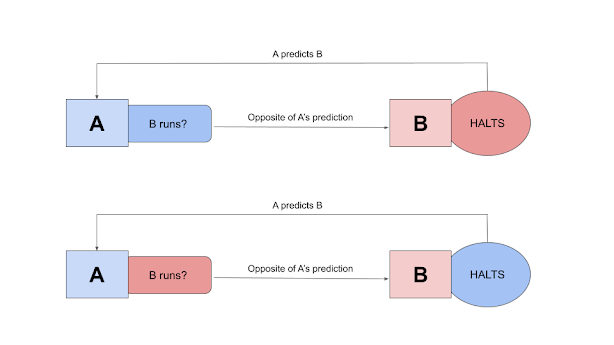 A predicts B
A
B runs?
Opposite of A's prediction
B
HALTS
A predicts B
A
B runs?
Opposite of A's prediction
B
HALTS